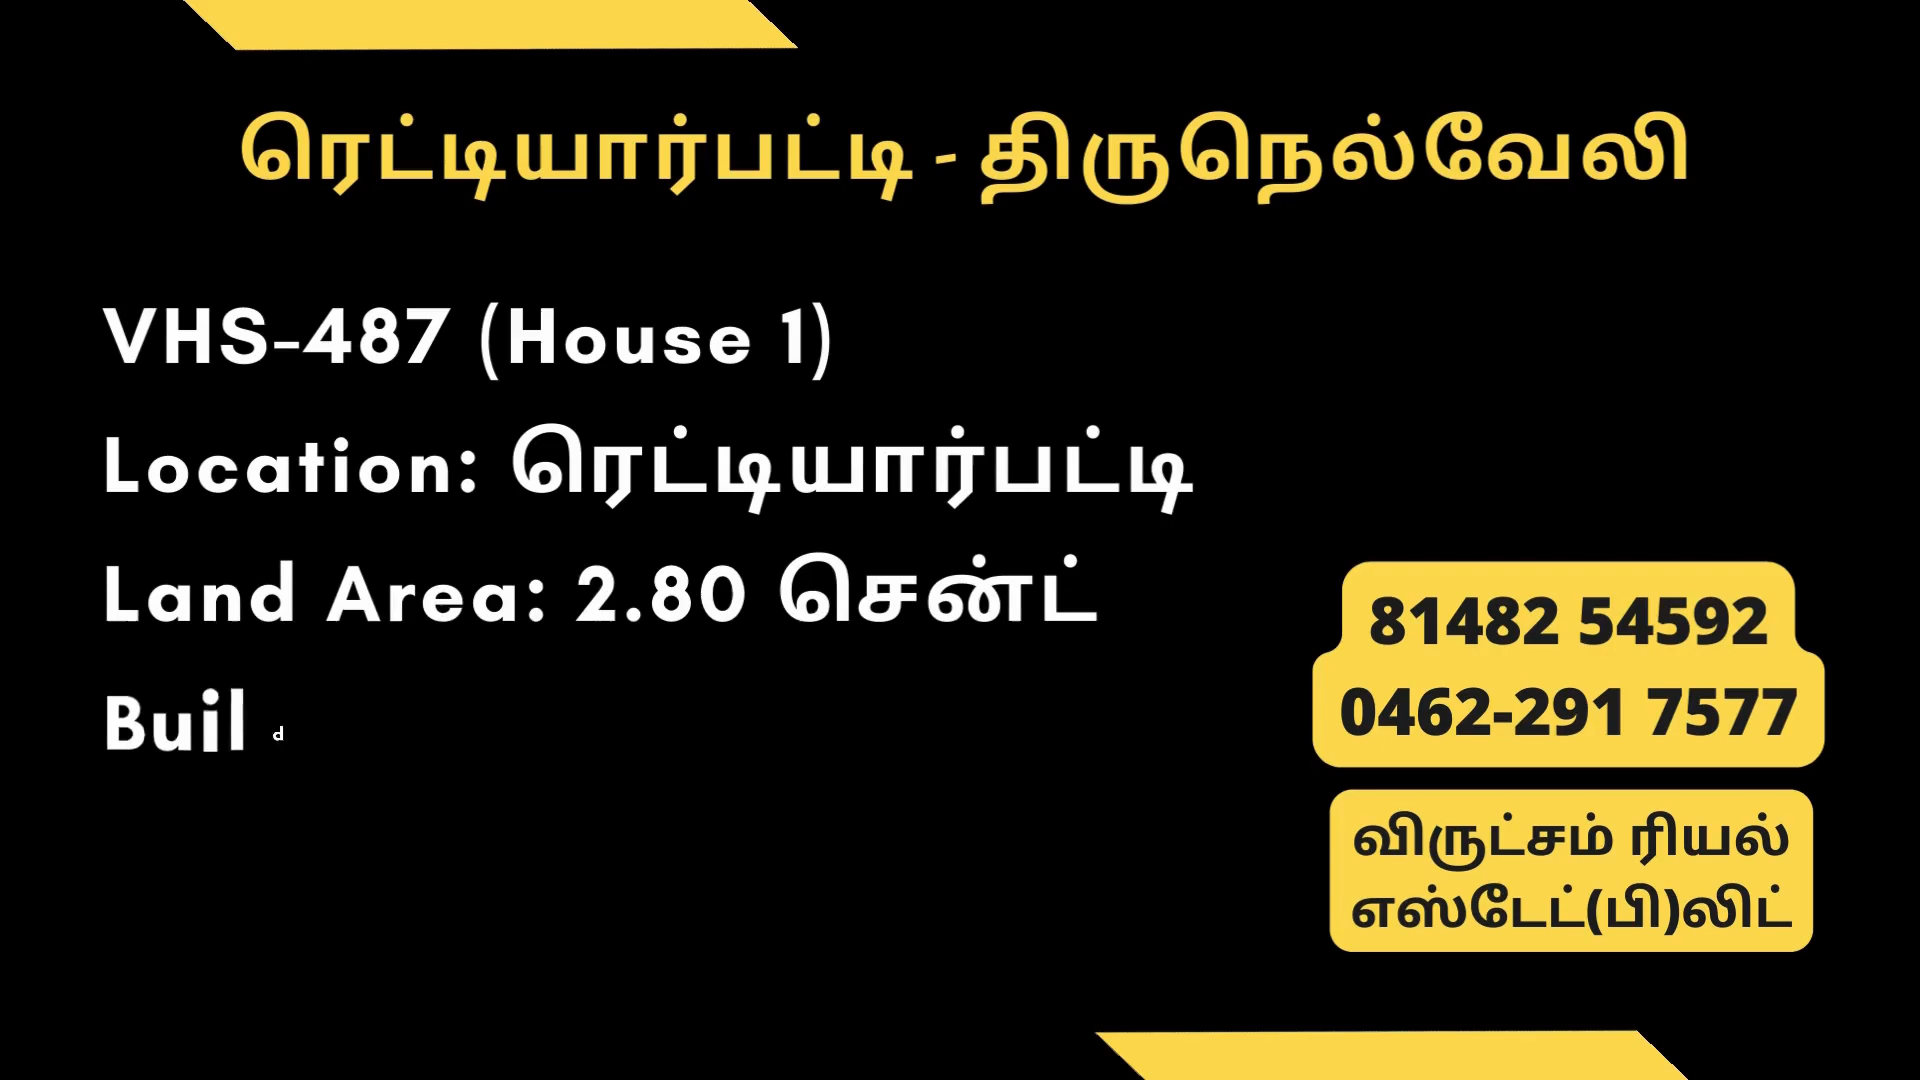 ரெட்டியார்பட்டி - திருநெல்வேலி
VHS-487 (House 1)
Location: ரெட்டியார்பட்டி
Land Area: 2.80 சென்ட்
Build
81482 54592
0462-291 7577
விருட்சம் ரியல்
எஸ்டேட்(பி)லிட்